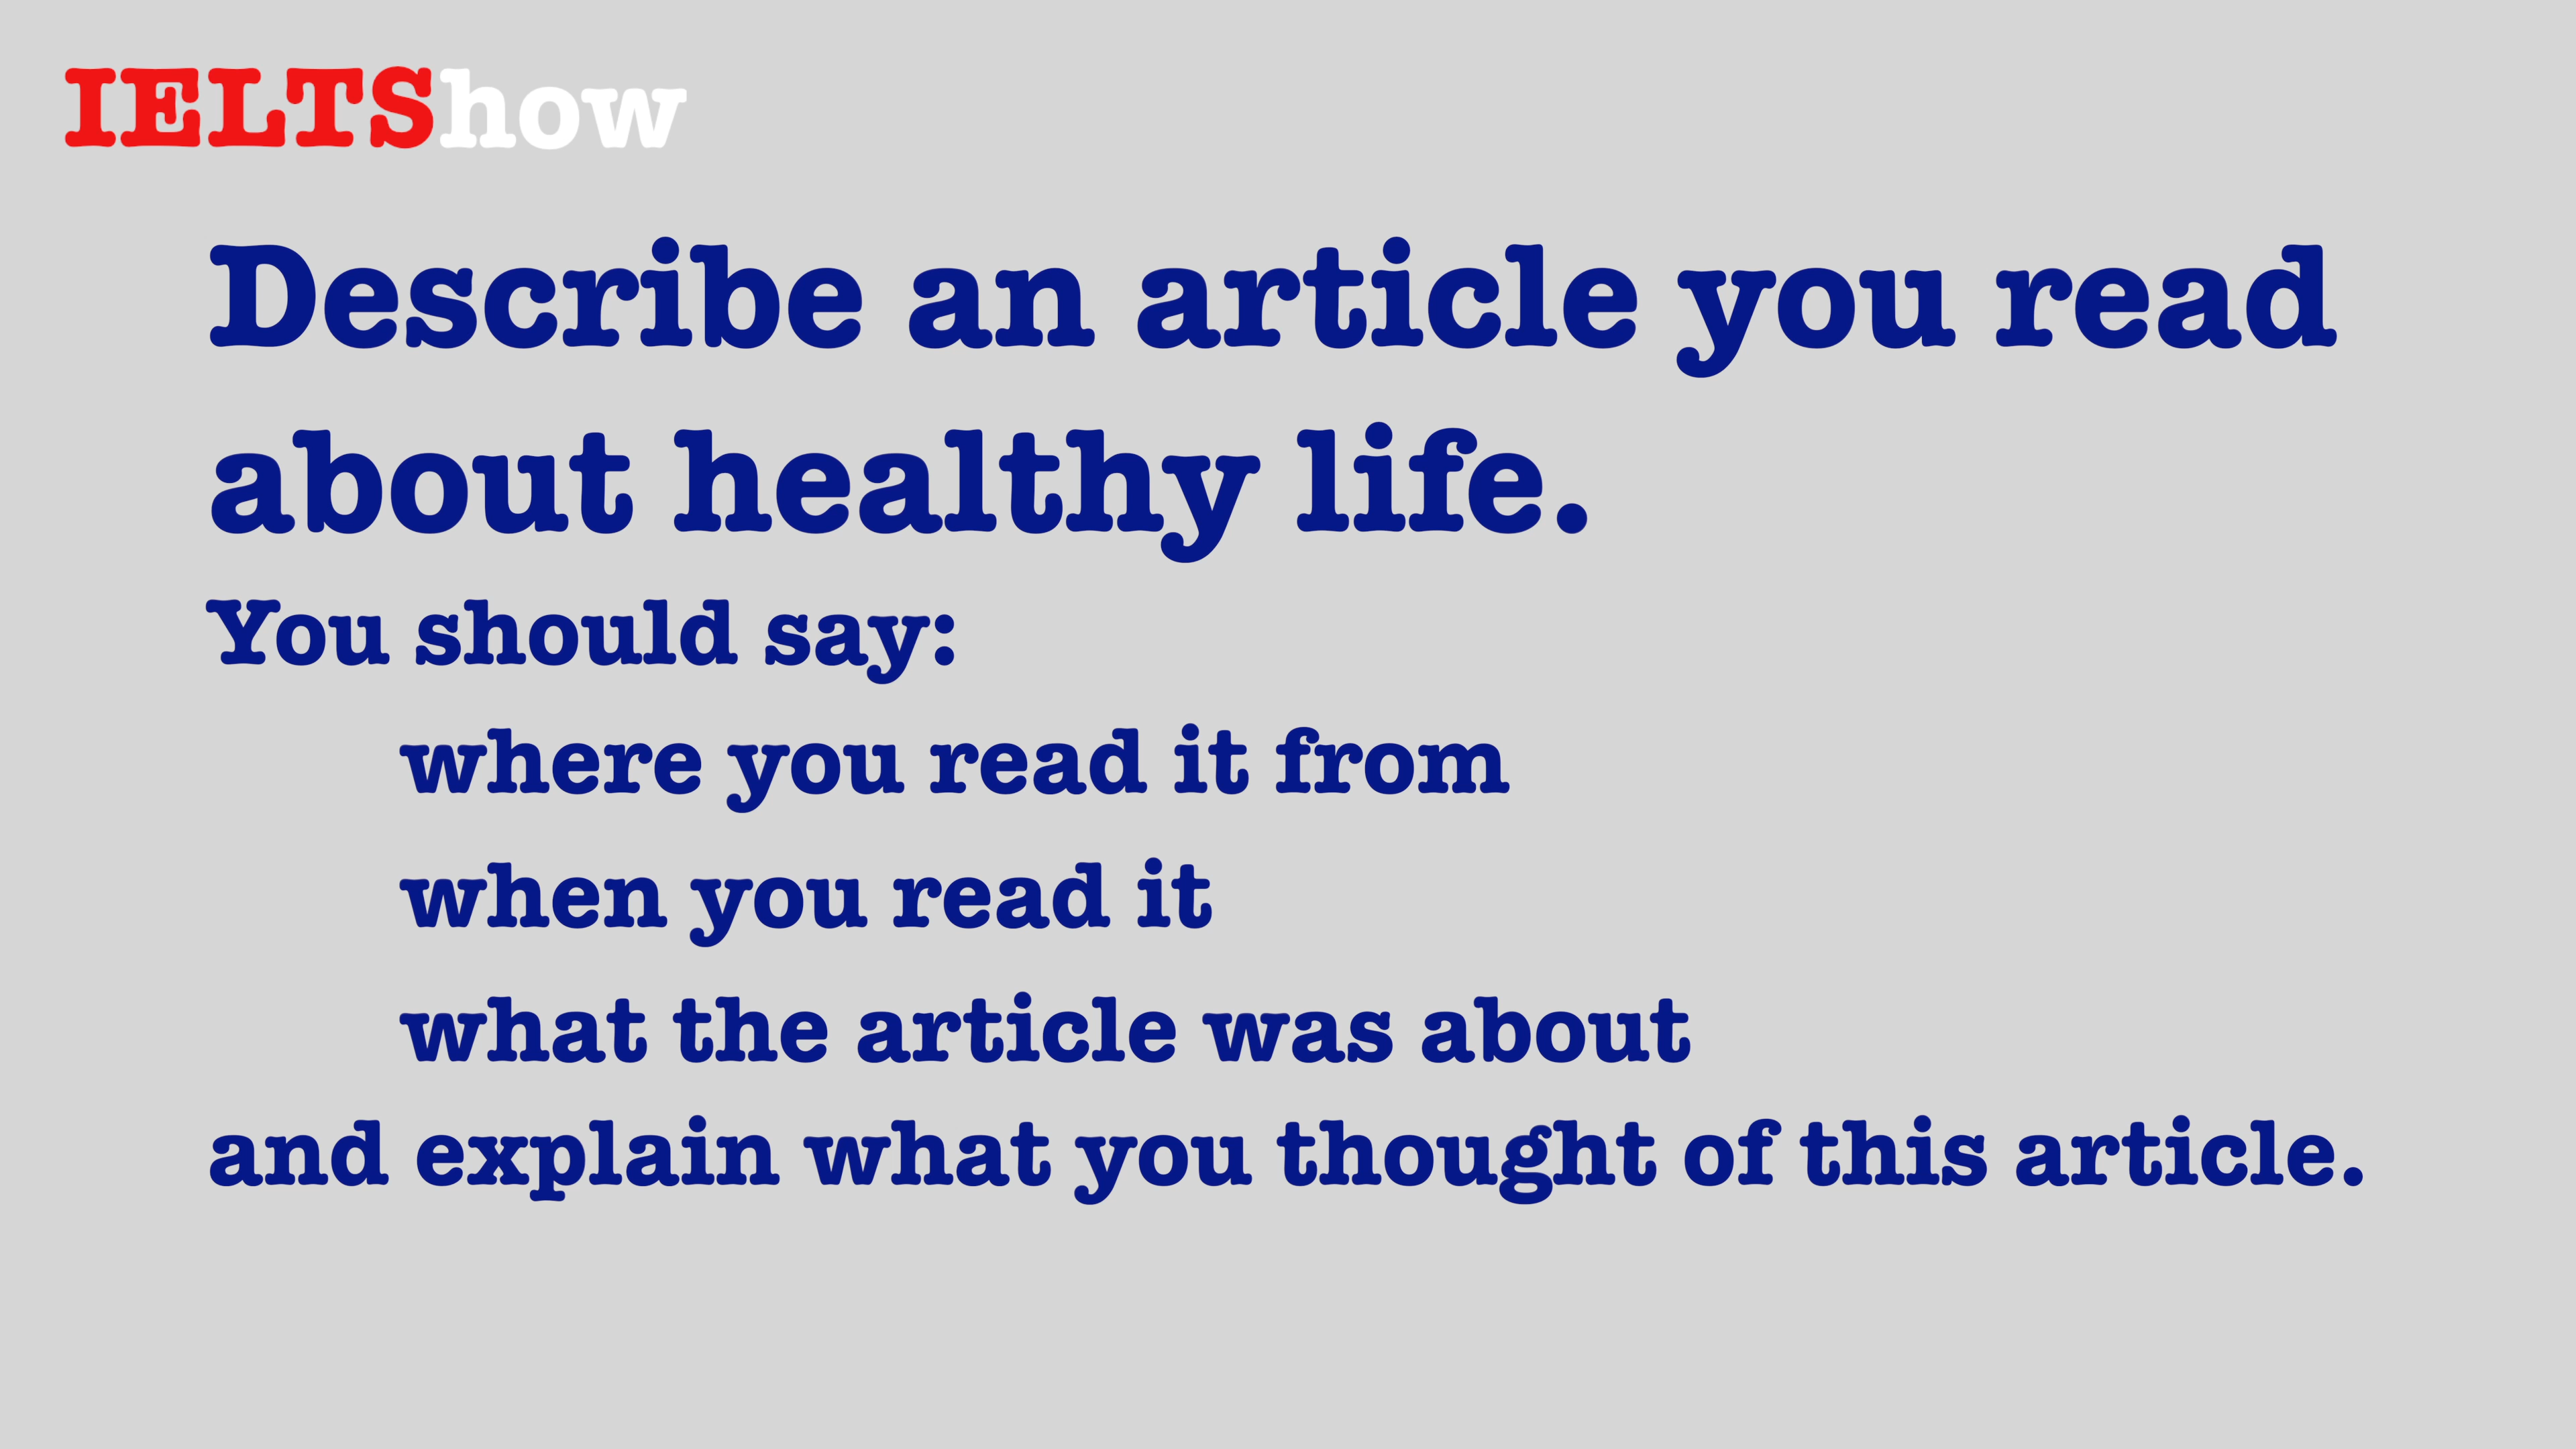 IELTShow
Describe an article you read
about healthy life.
You should say:
where you read it from
when you read it
what the article was about
and explain what you thought of this article.